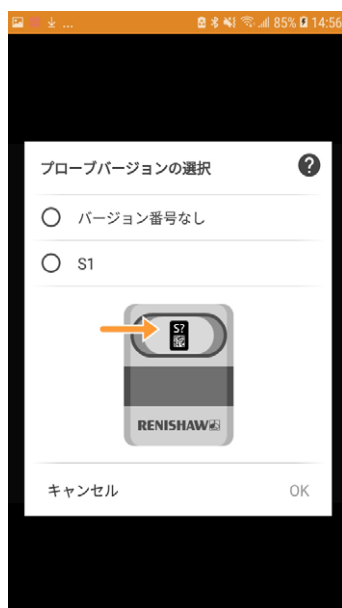 ... 85% 14:56
プローブバージョンの選択 ?
バージョン番号なし
S1
S?
RENISHAW
キャンセル OK